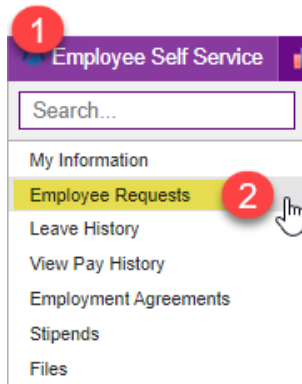 1
Employee Self Service
Search...
My Information
Employee Requests 2
Leave History
View Pay History
Employment Agreements
Stipends
Files